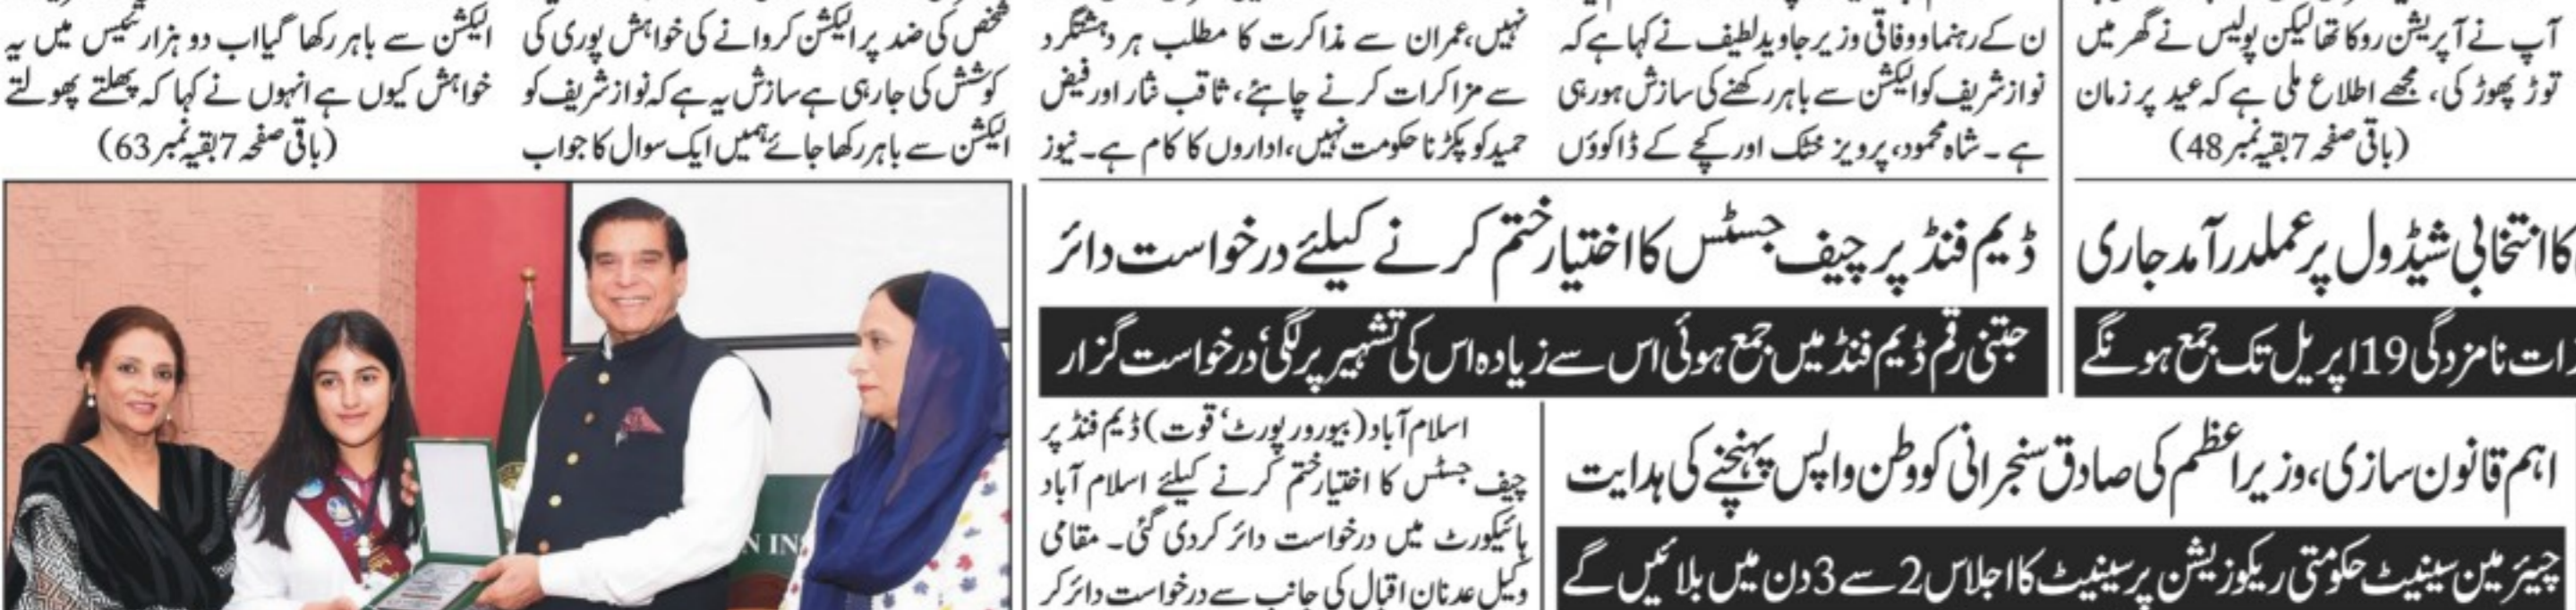 آپ نے آپریشن روکا تھا لیکن پولیس نے گھر میں
توڑ پھوڑ کی، مجھے اطلاع ملی ہے کہ عید پر زمان
(باقی صفحہ 7 بقیہ نمبر 48)
کا انتخابی شیڈول پر عملدرآمد جاری
ات نامزدگی 19 اپریل تک جمع ہونگے
ن کے رہنما و وفاقی وزیر جاوید لطیف نے کہا ہے کہ
نواز شریف کو الیکشن سے باہر رکھنے کی سازش ہو رہی
ہے ۔ شاہ محمود، پرویز خٹک اور کچے کے ڈاکوؤں
نہیں، عمران سے مذاکرت کا مطلب ہر دہشتگرد
سے مزاکرات کرنے چاہئے، ثاقب نثار اور فیض
حمید کو پکڑنا حکومت نہیں، اداروں کا کام ہے ۔ نیوز
شخص کی ضد پر الیکشن کروانے کی خواہش پوری کی
کوشش کی جارہی ہے سازش یہ ہے کہ نواز شریف کو
الیکشن سے باہر رکھا جائے ہمیں ایک سوال کا جواب
الیکشن سے باہر رکھا گیا اب دو ہزار تئیس میں یہ
خواہش کیوں ہے انہوں نے کہا کہ پھلتے پھولتے
(باقی صفحہ 7 بقیہ نمبر 63)
ڈیم فنڈ پر چیف جسٹس کا اختیار ختم کرنے کیلئے درخواست دائر
جتنی رقم ڈیم فنڈ میں جمع ہوئی اس سے زیادہ اس کی تشہیر پر لگی، درخواست گزار
اسلام آباد (بیورو رپورٹ، قوت) ڈیم فنڈ پر
چیف جسٹس کا اختیار ختم کرنے کیلئے اسلام آباد
ہائیکورٹ میں درخواست دائر کردی گئی ۔ مقامی
وکیل عدنان اقبال کی جانب سے درخواست دائر کر
اہم قانون سازی، وزیراعظم کی صادق سنجرانی کو وطن واپس پہنچنے کی ہدایت
چیئرمین سینیٹ حکومتی ریکوزیشن پر سینیٹ کا اجلاس 2 سے 3 دن میں بلائیں گے
N INS